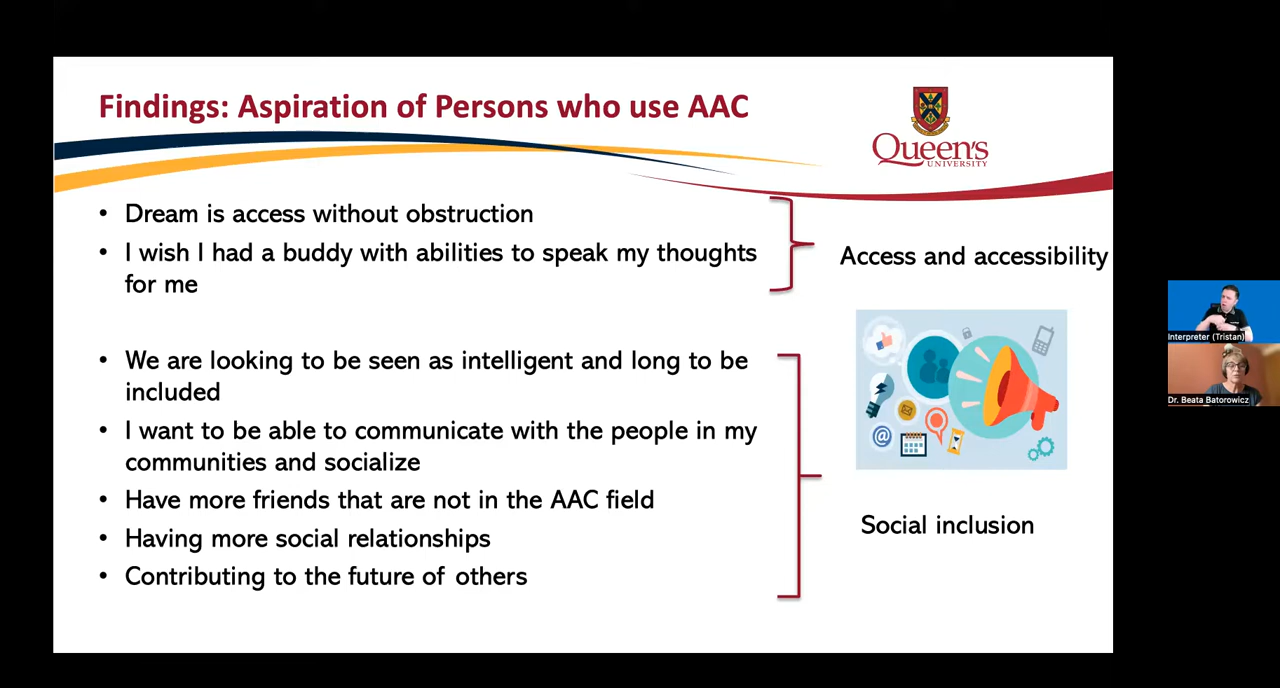 Findings: Aspiration of Persons who use AAC
Queen's
UNIVERSITY
• Dream is access without obstruction
• I wish I had a buddy with abilities to speak my thoughts
for me
Access and accessibility
• We are looking to be seen as intelligent and long to be
included
• I want to be able to communicate with the people in my
communities and socialize
• Have more friends that are not in the AAC field
• Having more social relationships
• Contributing to the future of others
@
Social inclusion
Interpreter (Tristan)
Dr. Beata Batorowicz